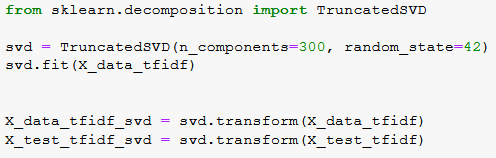 from sklearn.decomposition import TruncatedSVD
svd = TruncatedSVD(n_components=300, random_state=42)
svd.fit(X_data_tfidf)
X_data_tfidf_svd = svd.transform(X_data_tfidf)
X_test_tfidf_svd = svd.transform(X_test_tfidf)